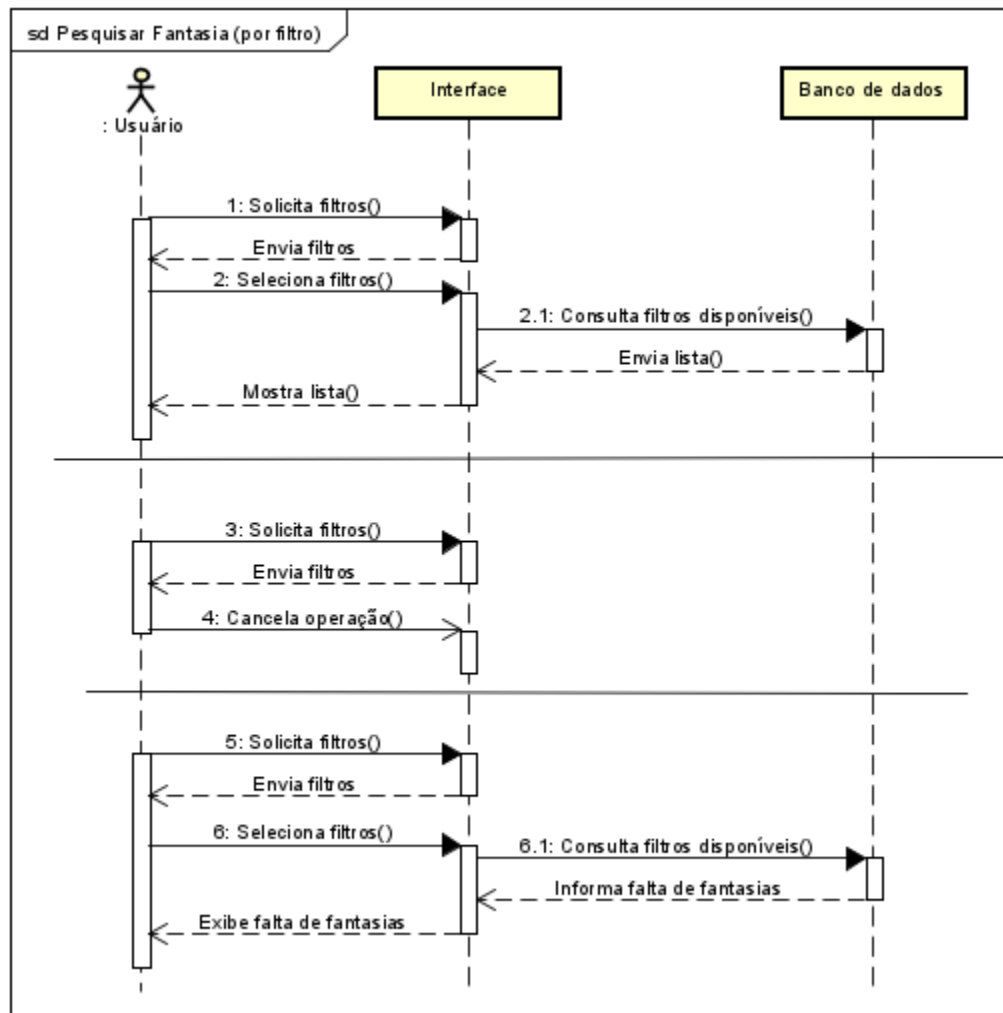 sd Pesquisar Fantasia (por filtro)
Interface
Banco de dados
: Usuário
1: Solicita filtros()
Envia filtros
2: Seleciona filtros()
2.1: Consulta filtros disponíveis()
Envia lista()
Mostra lista()
3: Solicita filtros()
Envia filtros
4: Cancela operação()
5: Solicita filtros()
Envia filtros
6: Seleciona filtros()
6.1: Consulta filtros disponíveis()
Informa falta de fantasias
Exibe falta de fantasias